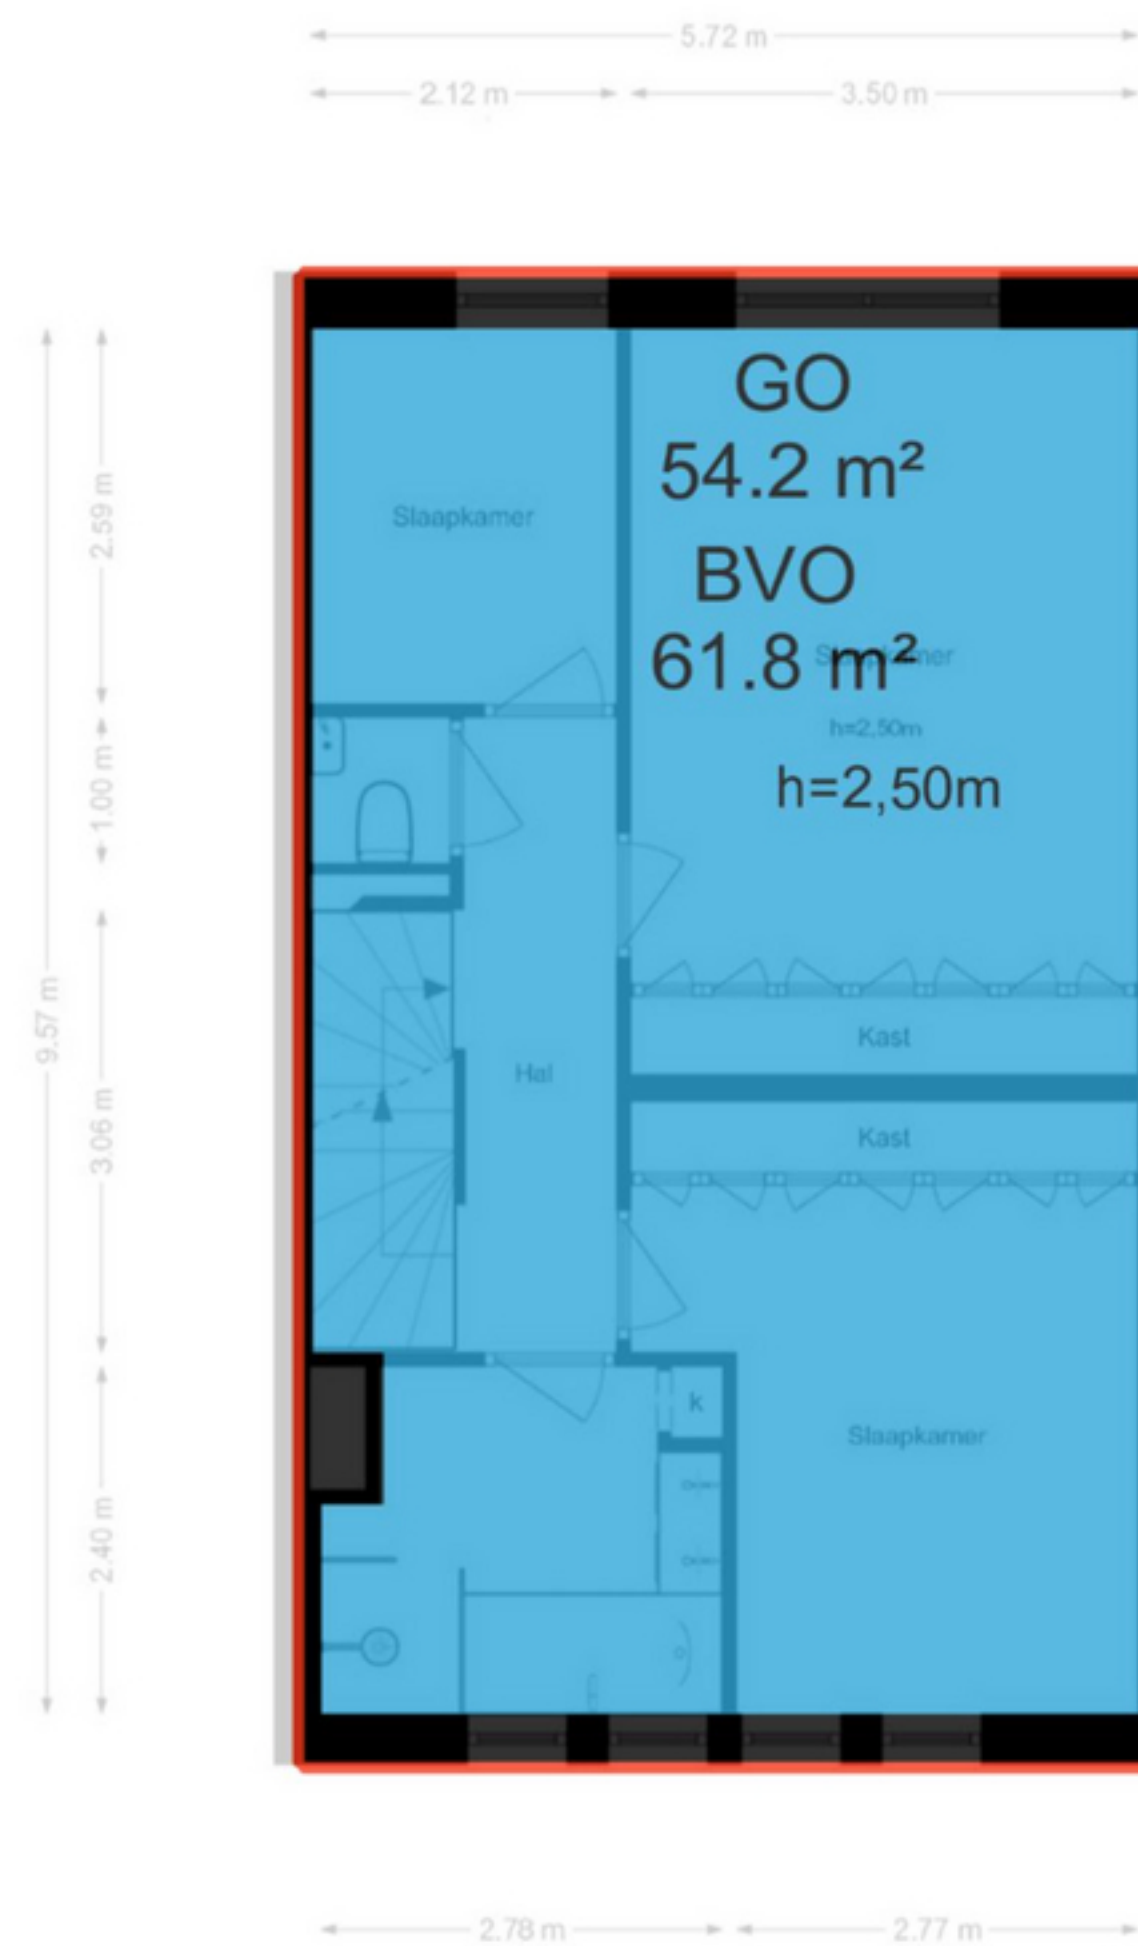 5.72 m
2.12 m
3.50 m
GO
54.2 m²
Slaapkamer
2.59 m
BVO
61.8 m²
Slaapkamer
h=2,50m
h=2,50m
1.00 m
9.57 m
Kast
Hal
3.06 m
Kast
k
Slaapkamer
2.40 m
2.78 m
2.77 m